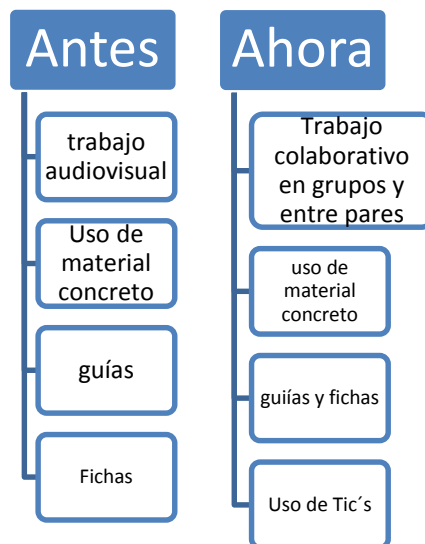 Antes
trabajo
audiovisual
Uso de
material
concreto
guías
Fichas
Ahora
Trabajo
colaborativo
en grupos y
entre pares
uso de
material
concreto
guiías y fichas
Uso de Tic´s